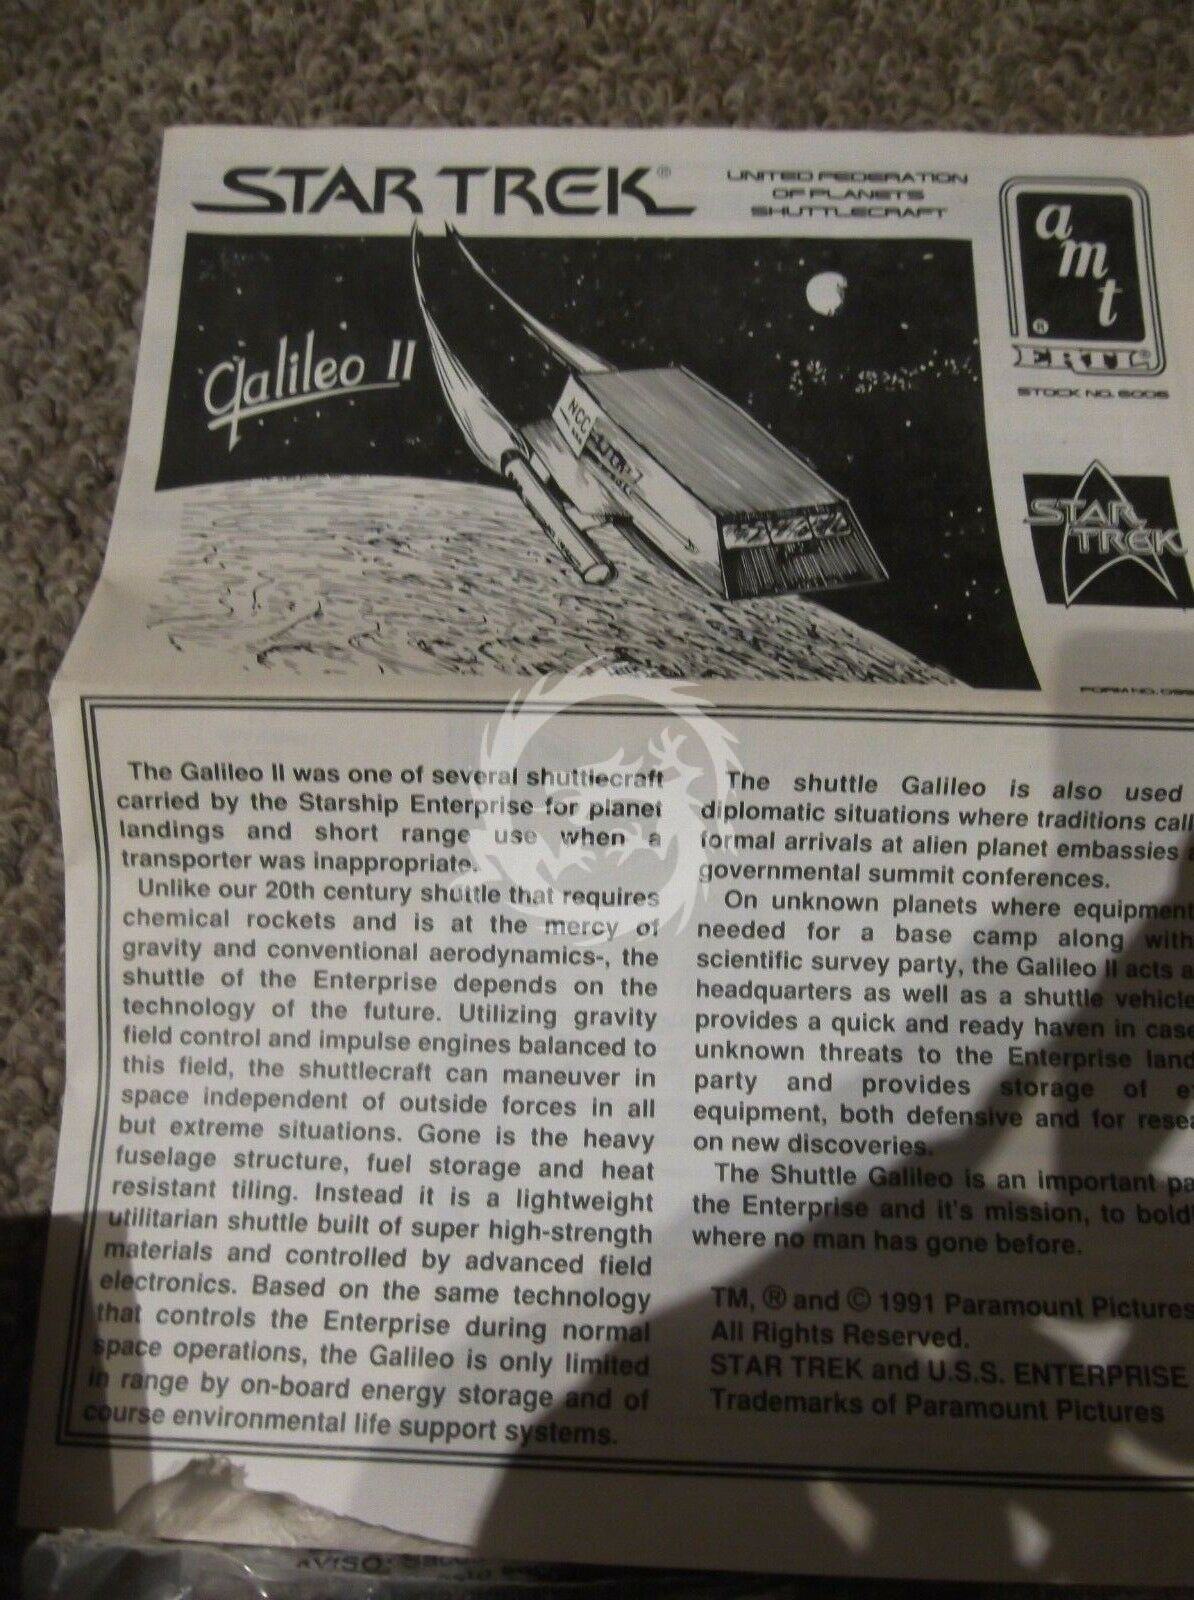 STAR TREK®
UNITED FEDERATION
OF PLANETS
SHUTTLECRAFT
amt
®
ERTL®
STOCK NO. 6006
Galileo II
NCC
STAR
TREK
FORM NO.
The Galileo II was one of several shuttlecraft
carried by the Starship Enterprise for planet
landings and short range use when a
transporter was inappropriate.
Unlike our 20th century shuttle that requires
chemical rockets and is at the mercy of
gravity and conventional aerodynamics-, the
shuttle of the Enterprise depends on the
technology of the future. Utilizing gravity
field control and impulse engines balanced to
this field, the shuttlecraft can maneuver in
space independent of outside forces in all
but extreme situations. Gone is the heavy
fuselage structure, fuel storage and heat
resistant tiling. Instead it is a lightweight
utilitarian shuttle built of super high-strength
materials and controlled by advanced field
electronics. Based on the same technology
that controls the Enterprise during normal
space operations, the Galileo is only limited
in range by on-board energy storage and of
course environmental life support systems.
The shuttle Galileo is also used
diplomatic situations where traditions call
formal arrivals at alien planet embassies
governmental summit conferences.
On unknown planets where equipment
needed for a base camp along with
scientific survey party, the Galileo II acts a
headquarters as well as a shuttle vehicle
provides a quick and ready haven in case
unknown threats to the Enterprise land
party and provides storage of e
equipment, both defensive and for resea
on new discoveries.
The Shuttle Galileo is an important pa
the Enterprise and it's mission, to bold
where no man has gone before.
TM, ® and © 1991 Paramount Pictures
All Rights Reserved.
STAR TREK and U.S.S. ENTERPRISE
Trademarks of Paramount Pictures
AVISO: